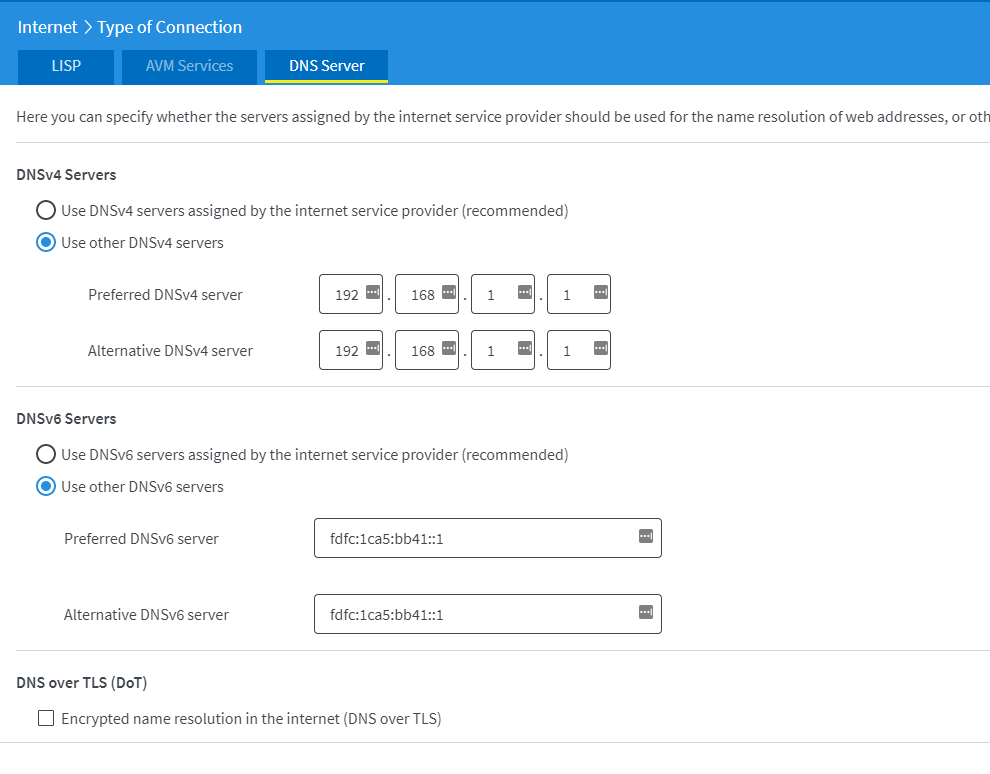 Internet > Type of Connection
LISP AVM Services DNS Server
Here you can specify whether the servers assigned by the internet service provider should be used for the name resolution of web addresses, or
DNSv4 Servers
Use DNSv4 servers assigned by the internet service provider (recommended)
Use other DNSv4 servers
Preferred DNSv4 server 192 . 168 . 1 . 1
Alternative DNSv4 server 192 . 168 . 1 . 1
DNSv6 Servers
Use DNSv6 servers assigned by the internet service provider (recommended)
Use other DNSv6 servers
Preferred DNSv6 server fdfc:1ca5:bb41::1
Alternative DNSv6 server fdfc:1ca5:bb41::1
DNS over TLS (DoT)
Encrypted name resolution in the internet (DNS over TLS)